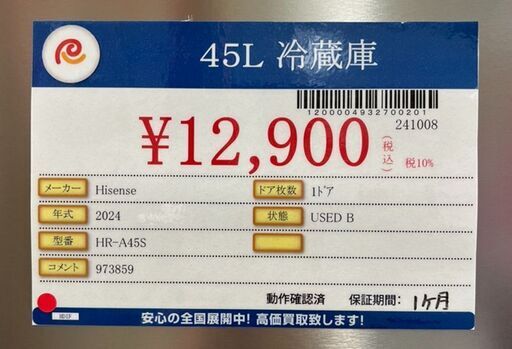 45L 冷蔵庫
1200004932700201
241008
¥12,900 (税込) 税10%
メーカー Hisense ドア枚数 1ﾄﾞｱ
年式 2024 状態 USED B
型番 HR-A45S
コメント 973859
動作確認済 保証期間: 1ヶ月
安心の全国展開中! 高価買取致します!